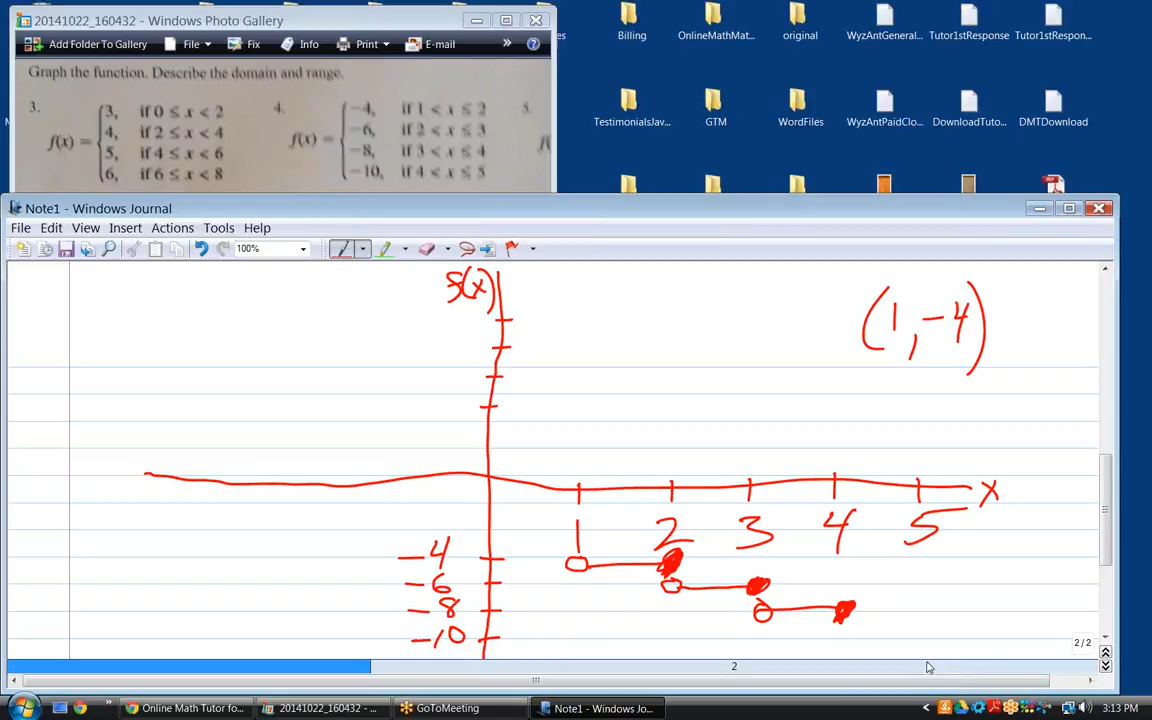 20141022_160432 - Windows Photo Gallery
Add Folder To Gallery File Fix Info Print E-mail »
Graph the function. Describe the domain and range.
3.
f(x) = {3, if 0 ≤ x < 2
4, if 2 ≤ x < 4
5, if 4 ≤ x < 6
6, if 6 ≤ x < 8
4.
f(x) = {−4, if 1 < x ≤ 2
−6, if 2 < x ≤ 3
−8, if 3 < x ≤ 4
−10, if 4 < x ≤ 5
5.
Billing
OnlineMathMat...
original
WyzAntGeneral...
Tutor1stResponse
Tutor1stRespon...
TestimonialsJav...
GTM
WordFiles
WyzAntPaidClo...
DownloadTuto...
DMTDownload
Note1 - Windows Journal
File Edit View Insert Actions Tools Help
100%
f(x)
(1, −4)
x
1 2 3 4 5
−4
−6
−8
−10
2/2
2
Online Math Tutor fo... 20141022_160432 - ... GoToMeeting Note1 - Windows Jo... 3:13 PM